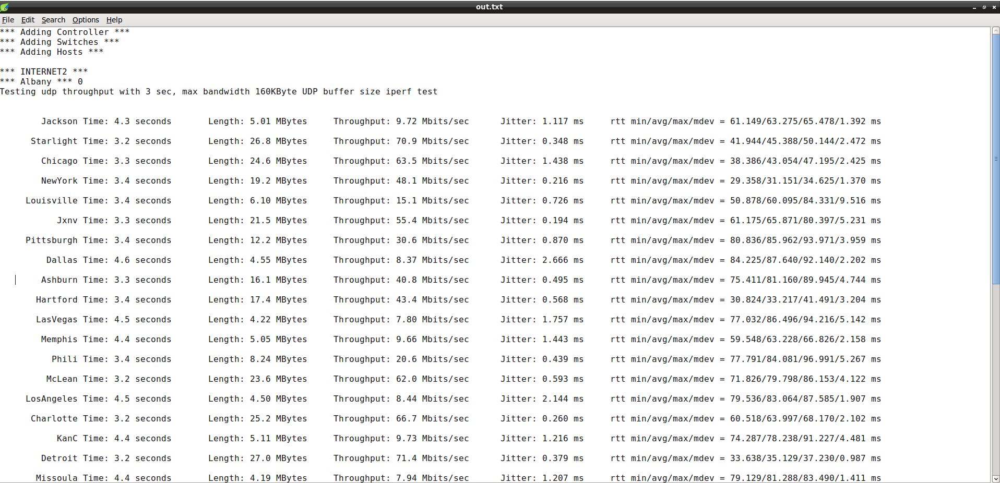 out.txt
File Edit Search Options Help
*** Adding Controller ***
*** Adding Switches ***
*** Adding Hosts ***
*** INTERNET2 ***
*** Albany *** 0
Testing udp throughput with 3 sec, max bandwidth 160KByte UDP buffer size iperf test
Jackson Time: 4.3 seconds Length: 5.01 MBytes Throughput: 9.72 Mbits/sec Jitter: 1.117 ms rtt min/avg/max/mdev = 61.149/63.275/65.478/1.392 ms
Starlight Time: 3.2 seconds Length: 26.8 MBytes Throughput: 70.9 Mbits/sec Jitter: 0.348 ms rtt min/avg/max/mdev = 41.944/45.388/50.144/2.472 ms
Chicago Time: 3.3 seconds Length: 24.6 MBytes Throughput: 63.5 Mbits/sec Jitter: 1.438 ms rtt min/avg/max/mdev = 38.386/43.054/47.195/2.425 ms
NewYork Time: 3.4 seconds Length: 19.2 MBytes Throughput: 48.1 Mbits/sec Jitter: 0.216 ms rtt min/avg/max/mdev = 29.358/31.151/34.625/1.370 ms
Louisville Time: 3.4 seconds Length: 6.10 MBytes Throughput: 15.1 Mbits/sec Jitter: 0.726 ms rtt min/avg/max/mdev = 50.878/60.095/84.331/9.516 ms
Jxnv Time: 3.3 seconds Length: 21.5 MBytes Throughput: 55.4 Mbits/sec Jitter: 0.194 ms rtt min/avg/max/mdev = 61.175/65.871/80.397/5.231 ms
Pittsburgh Time: 3.4 seconds Length: 12.2 MBytes Throughput: 30.6 Mbits/sec Jitter: 0.870 ms rtt min/avg/max/mdev = 80.836/85.962/93.971/3.959 ms
Dallas Time: 4.6 seconds Length: 4.55 MBytes Throughput: 8.37 Mbits/sec Jitter: 2.666 ms rtt min/avg/max/mdev = 84.225/87.640/92.140/2.202 ms
Ashburn Time: 3.3 seconds Length: 16.1 MBytes Throughput: 40.8 Mbits/sec Jitter: 0.495 ms rtt min/avg/max/mdev = 75.411/81.160/89.945/4.744 ms
Hartford Time: 3.4 seconds Length: 17.4 MBytes Throughput: 43.4 Mbits/sec Jitter: 0.568 ms rtt min/avg/max/mdev = 30.824/33.217/41.491/3.204 ms
LasVegas Time: 4.5 seconds Length: 4.22 MBytes Throughput: 7.80 Mbits/sec Jitter: 1.757 ms rtt min/avg/max/mdev = 77.032/86.496/94.216/5.142 ms
Memphis Time: 4.4 seconds Length: 5.05 MBytes Throughput: 9.66 Mbits/sec Jitter: 1.443 ms rtt min/avg/max/mdev = 59.548/63.228/66.826/2.158 ms
Phili Time: 3.4 seconds Length: 8.24 MBytes Throughput: 20.6 Mbits/sec Jitter: 0.439 ms rtt min/avg/max/mdev = 77.791/84.081/96.991/5.267 ms
McLean Time: 3.2 seconds Length: 23.6 MBytes Throughput: 62.0 Mbits/sec Jitter: 0.593 ms rtt min/avg/max/mdev = 71.826/79.798/86.153/4.122 ms
LosAngeles Time: 4.5 seconds Length: 4.50 MBytes Throughput: 8.44 Mbits/sec Jitter: 2.144 ms rtt min/avg/max/mdev = 79.536/83.064/87.585/1.907 ms
Charlotte Time: 3.2 seconds Length: 25.2 MBytes Throughput: 66.7 Mbits/sec Jitter: 0.260 ms rtt min/avg/max/mdev = 60.518/63.997/68.170/2.102 ms
KanC Time: 4.4 seconds Length: 5.11 MBytes Throughput: 9.73 Mbits/sec Jitter: 1.216 ms rtt min/avg/max/mdev = 74.287/78.238/91.227/4.481 ms
Detroit Time: 3.2 seconds Length: 27.0 MBytes Throughput: 71.4 Mbits/sec Jitter: 0.379 ms rtt min/avg/max/mdev = 33.638/35.129/37.230/0.987 ms
Missoula Time: 4.4 seconds Length: 4.19 MBytes Throughput: 7.94 Mbits/sec Jitter: 1.207 ms rtt min/avg/max/mdev = 79.129/81.288/83.490/1.411 ms